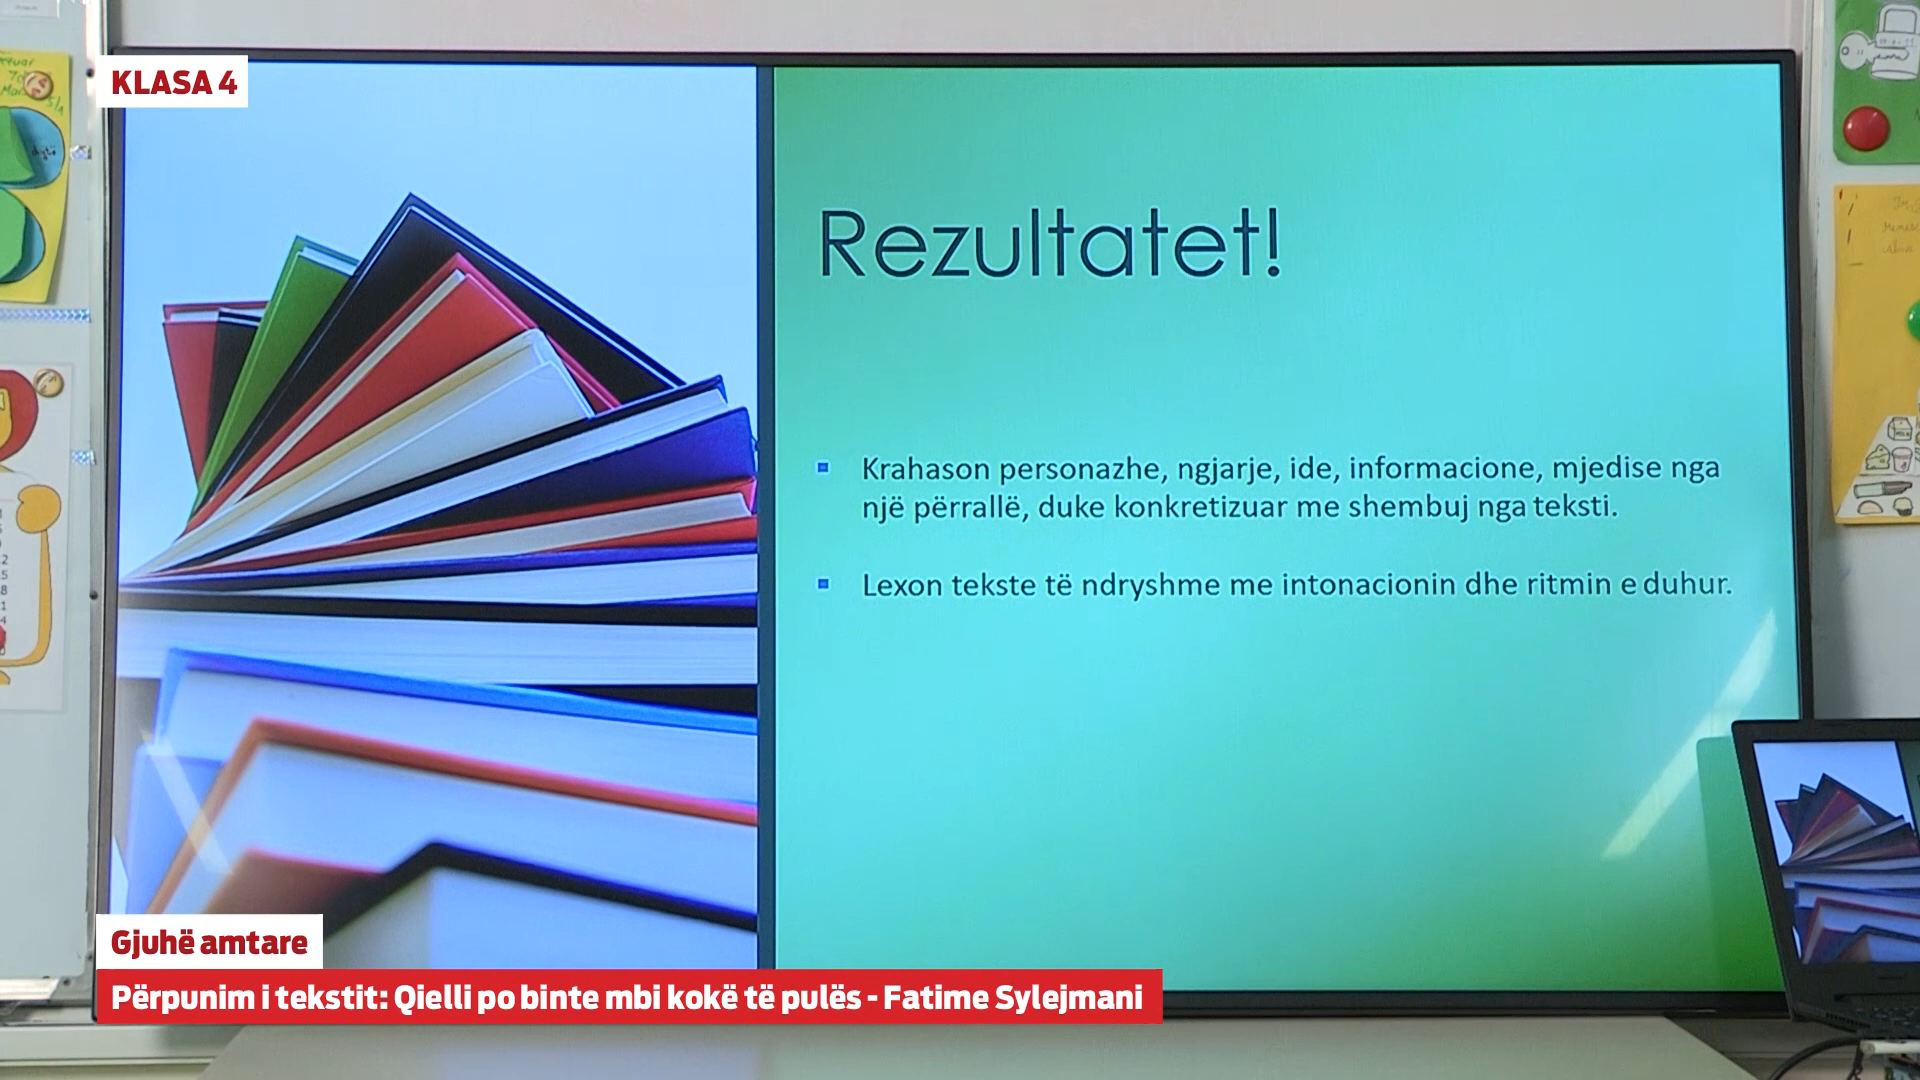 KLASA 4
Rezultatet!
Krahason personazhe, ngjarje, ide, informacione, mjedise nga
një përrallë, duke konkretizuar me shembuj nga teksti.
Lexon tekste të ndryshme me intonacionin dhe ritmin e duhur.
Gjuhë amtare
Përpunim i tekstit: Qielli po binte mbi kokë të pulës - Fatime Sylejmani